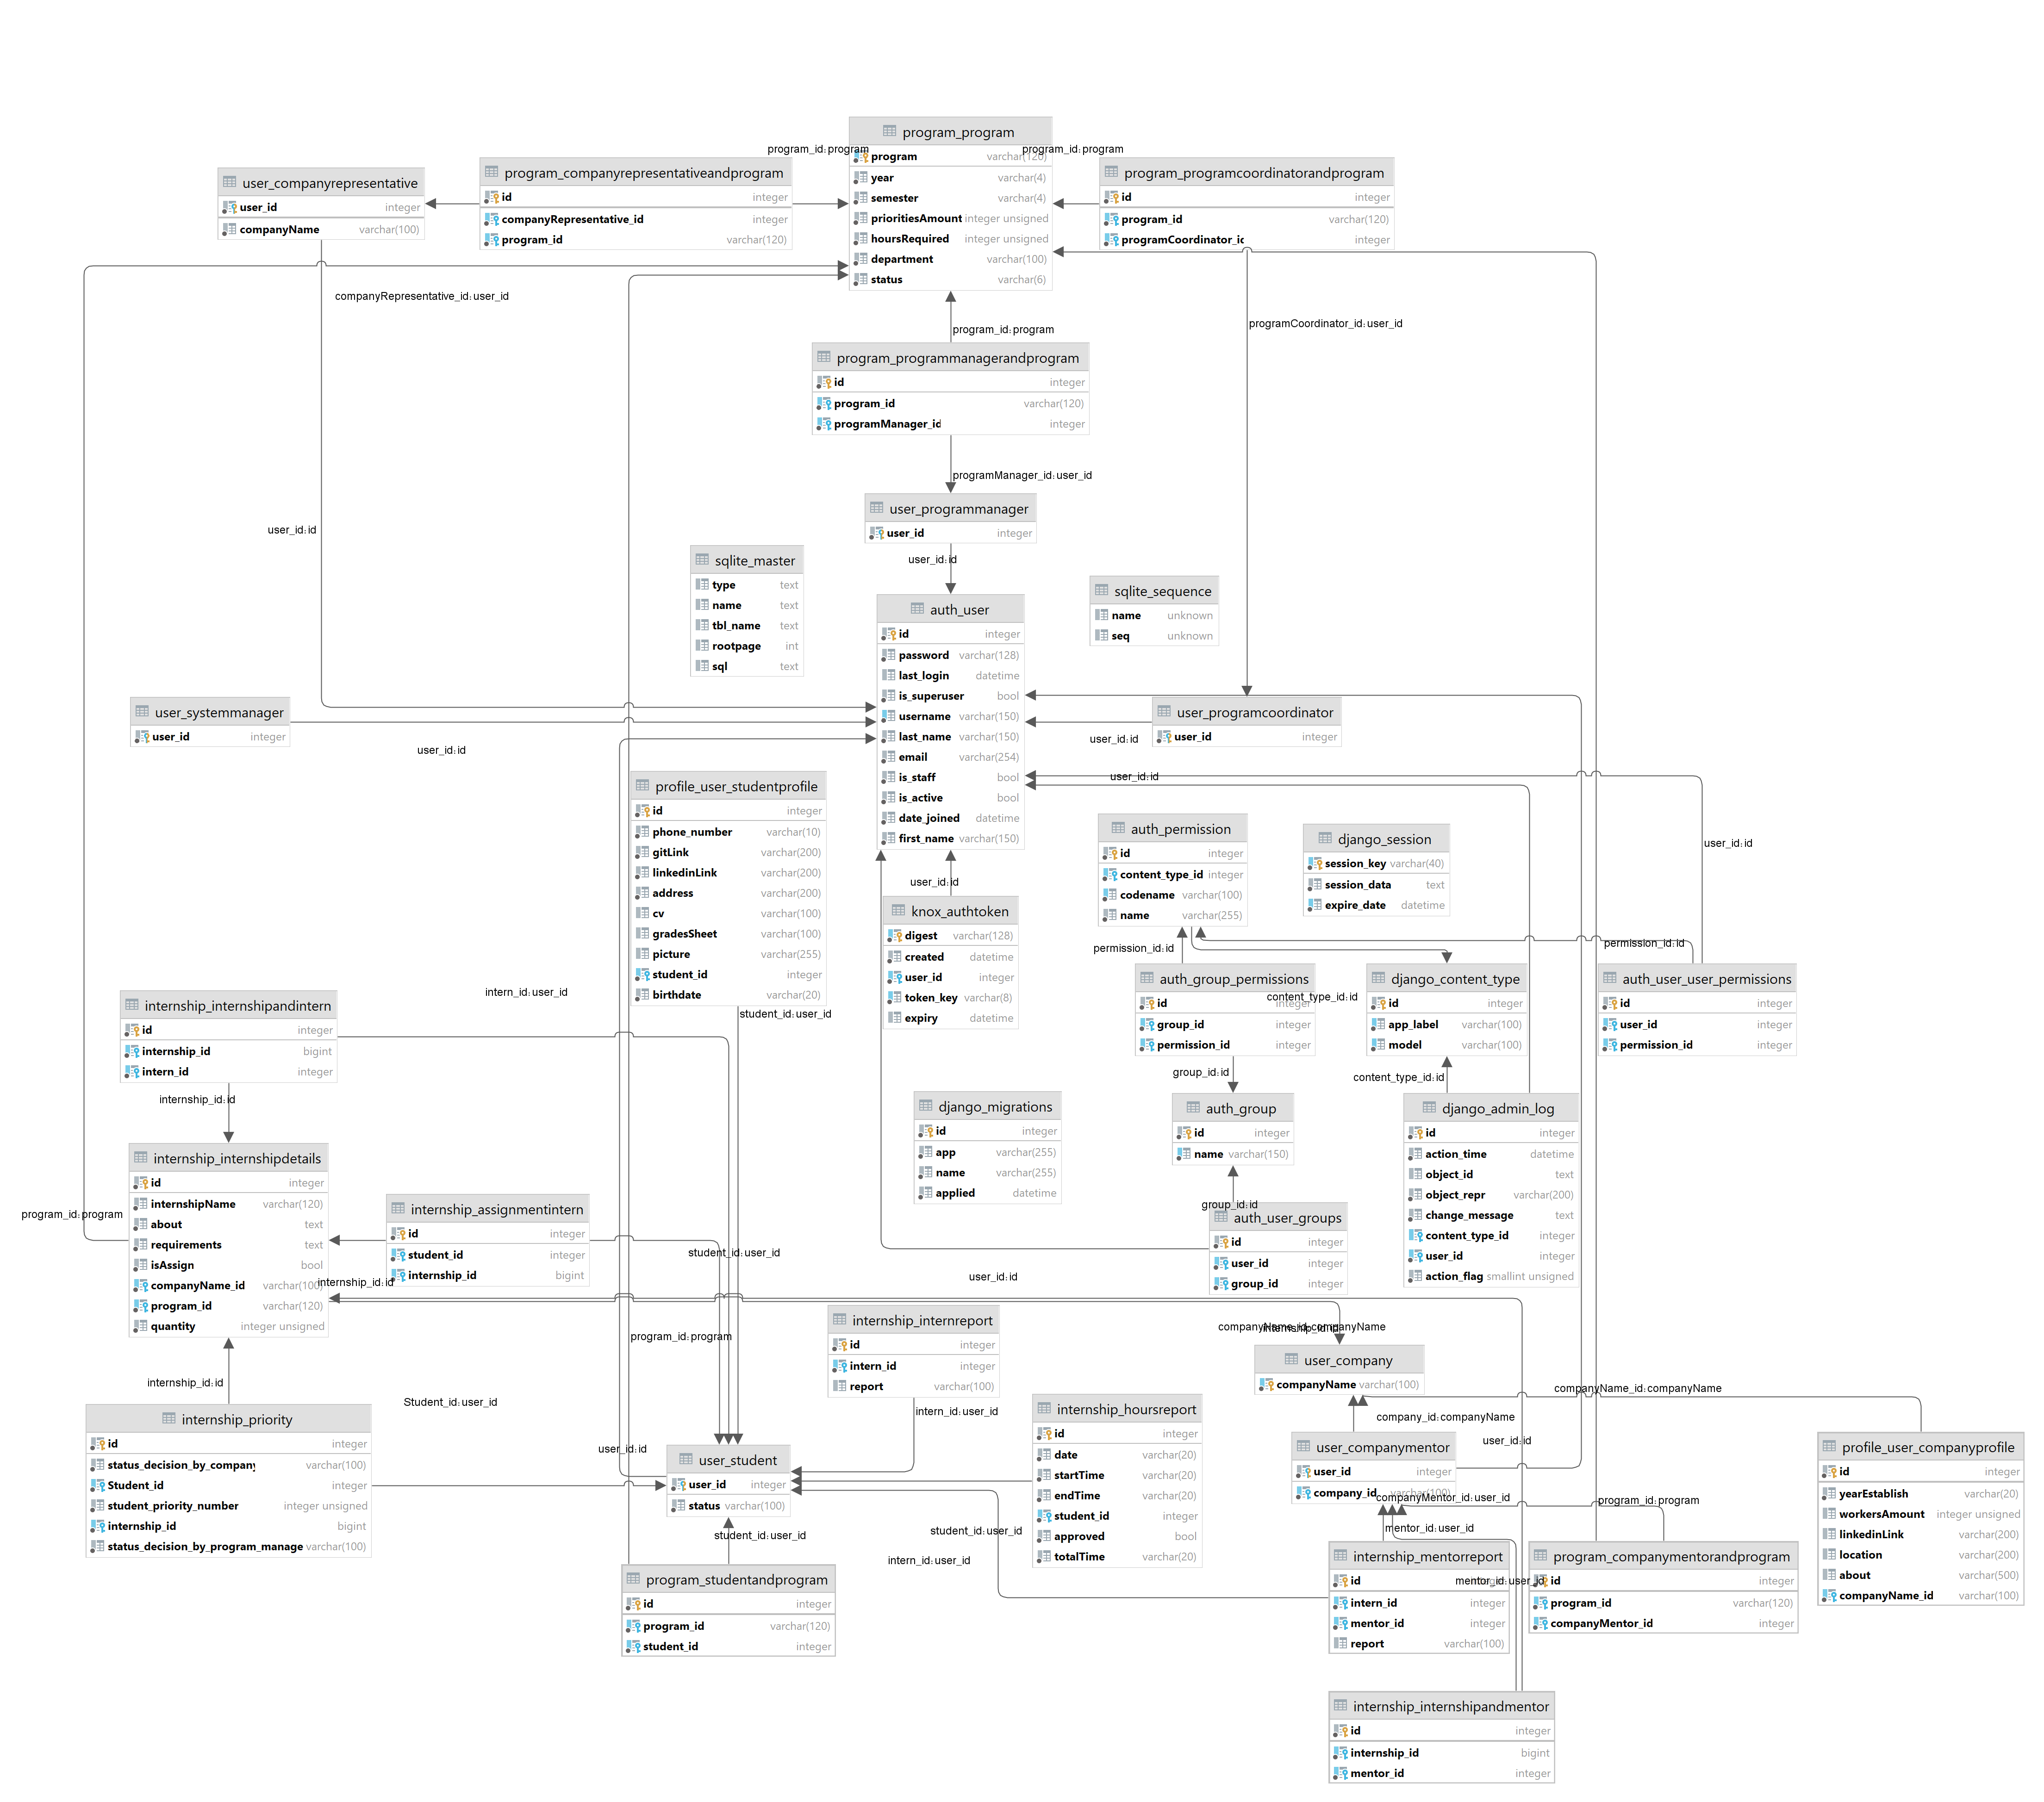 program_program
program varchar(120)
year varchar(4)
semester varchar(4)
prioritiesAmount integer unsigned
hoursRequired integer unsigned
department varchar(100)
status varchar(6)
program_id:program
program_id:program
user_companyrepresentative
user_id integer
companyName varchar(100)
program_companyrepresentativeandprogram
id integer
companyRepresentative_id integer
program_id varchar(120)
program_programcoordinatorandprogram
id integer
program_id varchar(120)
programCoordinator_id integer
companyRepresentative_id:user_id
program_id:program
programCoordinator_id:user_id
program_programmanagerandprogram
id integer
program_id varchar(120)
programManager_id integer
programManager_id:user_id
user_programmanager
user_id integer
user_id:id
user_id:id
sqlite_master
type text
name text
tbl_name text
rootpage int
sql text
sqlite_sequence
name unknown
seq unknown
auth_user
id integer
password varchar(128)
last_login datetime
is_superuser bool
username varchar(150)
last_name varchar(150)
email varchar(254)
is_staff bool
is_active bool
date_joined datetime
first_name varchar(150)
user_systemmanager
user_id integer
user_id:id
user_programcoordinator
user_id integer
user_id:id
user_id:id
profile_user_studentprofile
id integer
phone_number varchar(10)
gitLink varchar(200)
linkedinLink varchar(200)
address varchar(200)
cv varchar(100)
gradesSheet varchar(100)
picture varchar(255)
student_id integer
birthdate varchar(20)
student_id:user_id
auth_permission
id integer
content_type_id integer
codename varchar(100)
name varchar(255)
django_session
session_key varchar(40)
session_data text
expire_date datetime
user_id:id
user_id:id
knox_authtoken
digest varchar(128)
created datetime
user_id integer
token_key varchar(8)
expiry datetime
permission_id:id
permission_id:id
auth_group_permissions
id integer
group_id integer
permission_id integer
content_type_id:id
django_content_type
id integer
app_label varchar(100)
model varchar(100)
auth_user_user_permissions
id integer
user_id integer
permission_id integer
internship_internshipandintern
id integer
internship_id bigint
intern_id integer
intern_id:user_id
internship_id:id
group_id:id
content_type_id:id
django_migrations
id integer
app varchar(255)
name varchar(255)
applied datetime
auth_group
id integer
name varchar(150)
django_admin_log
id integer
action_time datetime
object_id text
object_repr varchar(200)
change_message text
content_type_id integer
user_id integer
action_flag smallint unsigned
internship_internshipdetails
id integer
internshipName varchar(120)
about text
requirements text
isAssign bool
companyName_id varchar(100)
program_id varchar(120)
quantity integer unsigned
program_id:program
internship_assignmentintern
id integer
student_id integer
internship_id bigint
internship_id:id
student_id:user_id
group_id:id
auth_user_groups
id integer
user_id integer
group_id integer
user_id:id
program_id:program
internship_internreport
id integer
intern_id integer
report varchar(100)
intern_id:user_id
companyName_id:companyName
internship_id:id
user_company
companyName varchar(100)
companyName_id:companyName
company_id:companyName
internship_id:id
Student_id:user_id
internship_priority
id integer
status_decision_by_company varchar(100)
Student_id integer
student_priority_number integer unsigned
internship_id bigint
status_decision_by_program_manage varchar(100)
user_id:id
user_student
user_id integer
status varchar(100)
student_id:user_id
internship_hoursreport
id integer
date varchar(20)
startTime varchar(20)
endTime varchar(20)
student_id integer
approved bool
totalTime varchar(20)
student_id:user_id
intern_id:user_id
user_companymentor
user_id integer
company_id varchar(100)
user_id:id
companyMentor_id:user_id
mentor_id:user_id
program_id:program
profile_user_companyprofile
id integer
yearEstablish varchar(20)
workersAmount integer unsigned
linkedinLink varchar(200)
location varchar(200)
about varchar(500)
companyName_id varchar(100)
program_studentandprogram
id integer
program_id varchar(120)
student_id integer
internship_mentorreport
id integer
intern_id integer
mentor_id integer
report varchar(100)
mentor_id:user_id
program_companymentorandprogram
id integer
program_id varchar(120)
companyMentor_id integer
internship_internshipandmentor
id integer
internship_id bigint
mentor_id integer